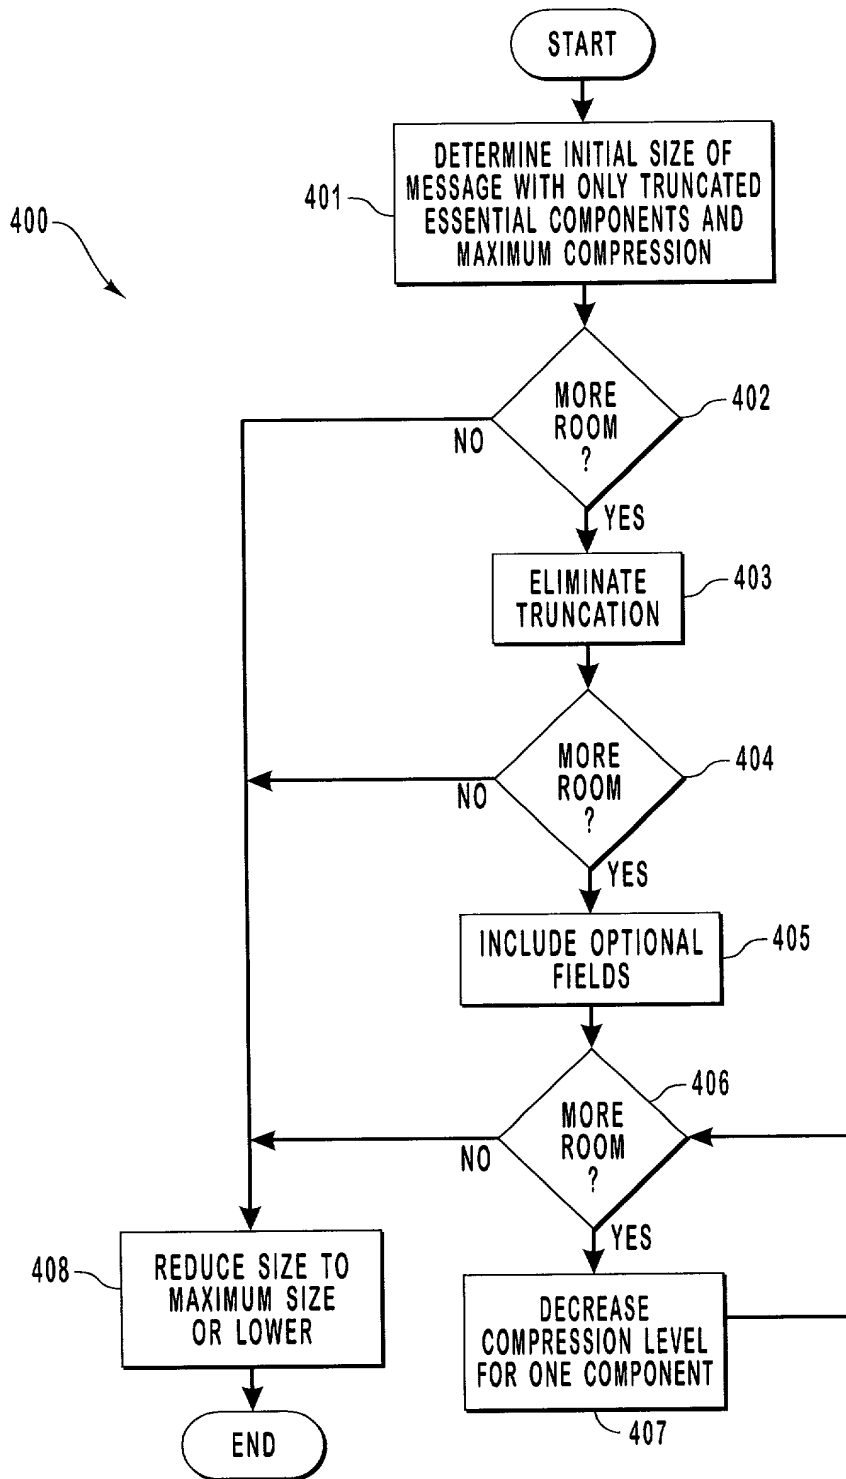 START
DETERMINE INITIAL SIZE OF
MESSAGE WITH ONLY TRUNCATED
ESSENTIAL COMPONENTS AND
MAXIMUM COMPRESSION
401
400
MORE
ROOM
?
402
NO
YES
ELIMINATE
TRUNCATION
403
MORE
ROOM
?
404
NO
YES
INCLUDE OPTIONAL
FIELDS
405
MORE
ROOM
?
406
NO
YES
DECREASE
COMPRESSION LEVEL
FOR ONE COMPONENT
407
408
REDUCE SIZE TO
MAXIMUM SIZE
OR LOWER
END